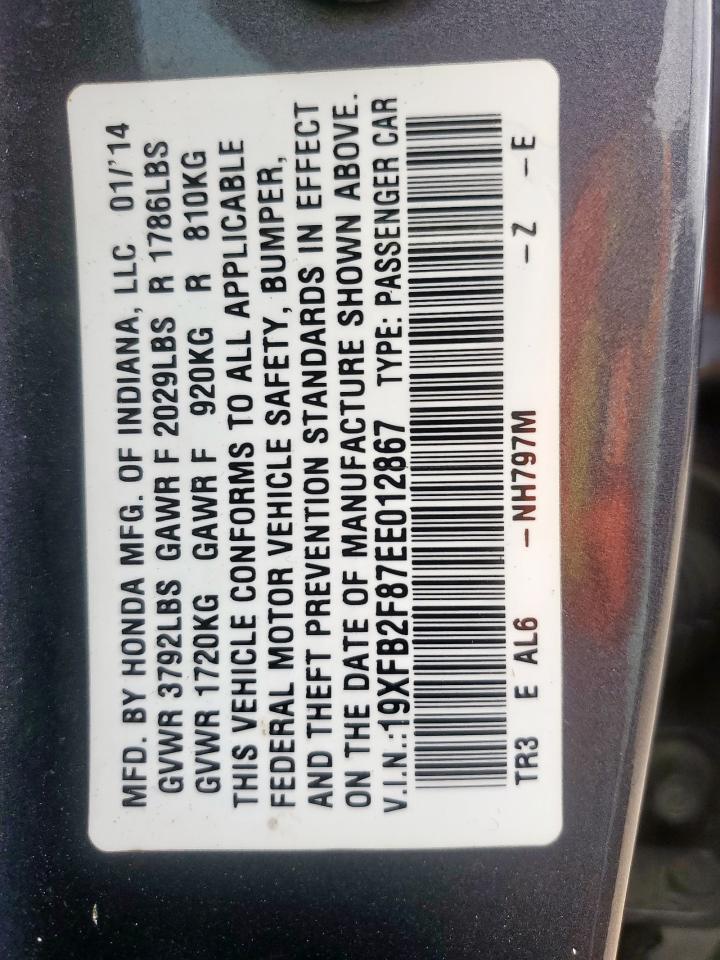 MFD. BY HONDA MFG. OF INDIANA, LLC 01/'14
GVWR 3792LBS GAWR F 2029LBS R 1786LBS
GVWR 1720KG GAWR F 920KG R 810KG
THIS VEHICLE CONFORMS TO ALL APPLICABLE
FEDERAL MOTOR VEHICLE SAFETY, BUMPER,
AND THEFT PREVENTION STANDARDS IN EFFECT
ON THE DATE OF MANUFACTURE SHOWN ABOVE.
V.I.N.:19XFB2F87EE012867 TYPE: PASSENGER CAR
TR3 E AL6 -NH797M -Z -E